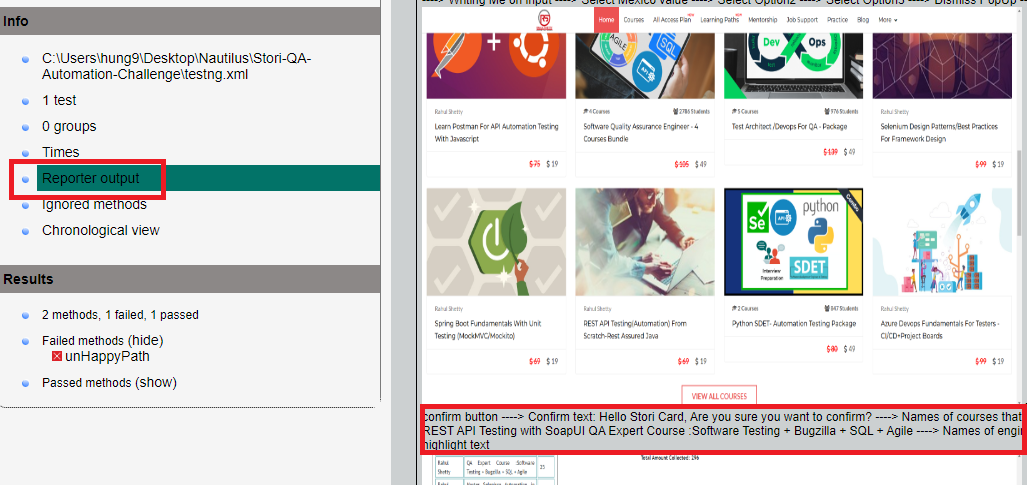 Info
C:\Users\hung9\Desktop\Nautilus\Stori-QA-
Automation-Challenge\testng.xml
1 test
0 groups
Times
Reporter output
Ignored methods
Chronological view
Results
2 methods, 1 failed, 1 passed
Failed methods (hide)
unHappyPath
Passed methods (show)
----> Writing Me on Input ----> Select Mexico Value ----> Select Option2 ----> Select Option3 ----> Dismiss PopUp
Home Courses All Access Plan Learning Paths Mentorship Job Support Practice Blog More
AGILE
SQL
API
Dev Ops
Rahul Shetty
Learn Postman For API Automation Testing
With Javascript
$75 $19
4 Courses 2786 Students
Software Quality Assurance Engineer - 4
Courses Bundle
$105 $49
5 Courses 976 Students
Test Architect /Devops For QA - Package
$139 $49
Rahul Shetty
Selenium Design Patterns/Best Practices
For Framework Design
$99 $19
Se
API
python
Interview
Preparation
SDET
Rahul Shetty
Spring Boot Fundamentals With Unit
Testing (MockMVC/Mockito)
$69 $19
Rahul Shetty
REST API Testing(Automation) From
Scratch-Rest Assured Java
$69 $19
2 Courses 847 Students
Python SDET- Automation Testing Package
$80 $49
Rahul Shetty
Azure Devops Fundamentals For Testers -
CI/CD+Project Boards
$99 $19
VIEW ALL COURSES
confirm button ----> Confirm text: Hello Stori Card, Are you sure you want to confirm? ----> Names of courses that
REST API Testing with SoapUI QA Expert Course :Software Testing + Bugzilla + SQL + Agile ----> Names of engi
highlight text
Rahul
Shetty
QA Expert Course :Software
Testing + Bugzilla + SQL + Agile
25
Total Amount Collected: 296
Rahul